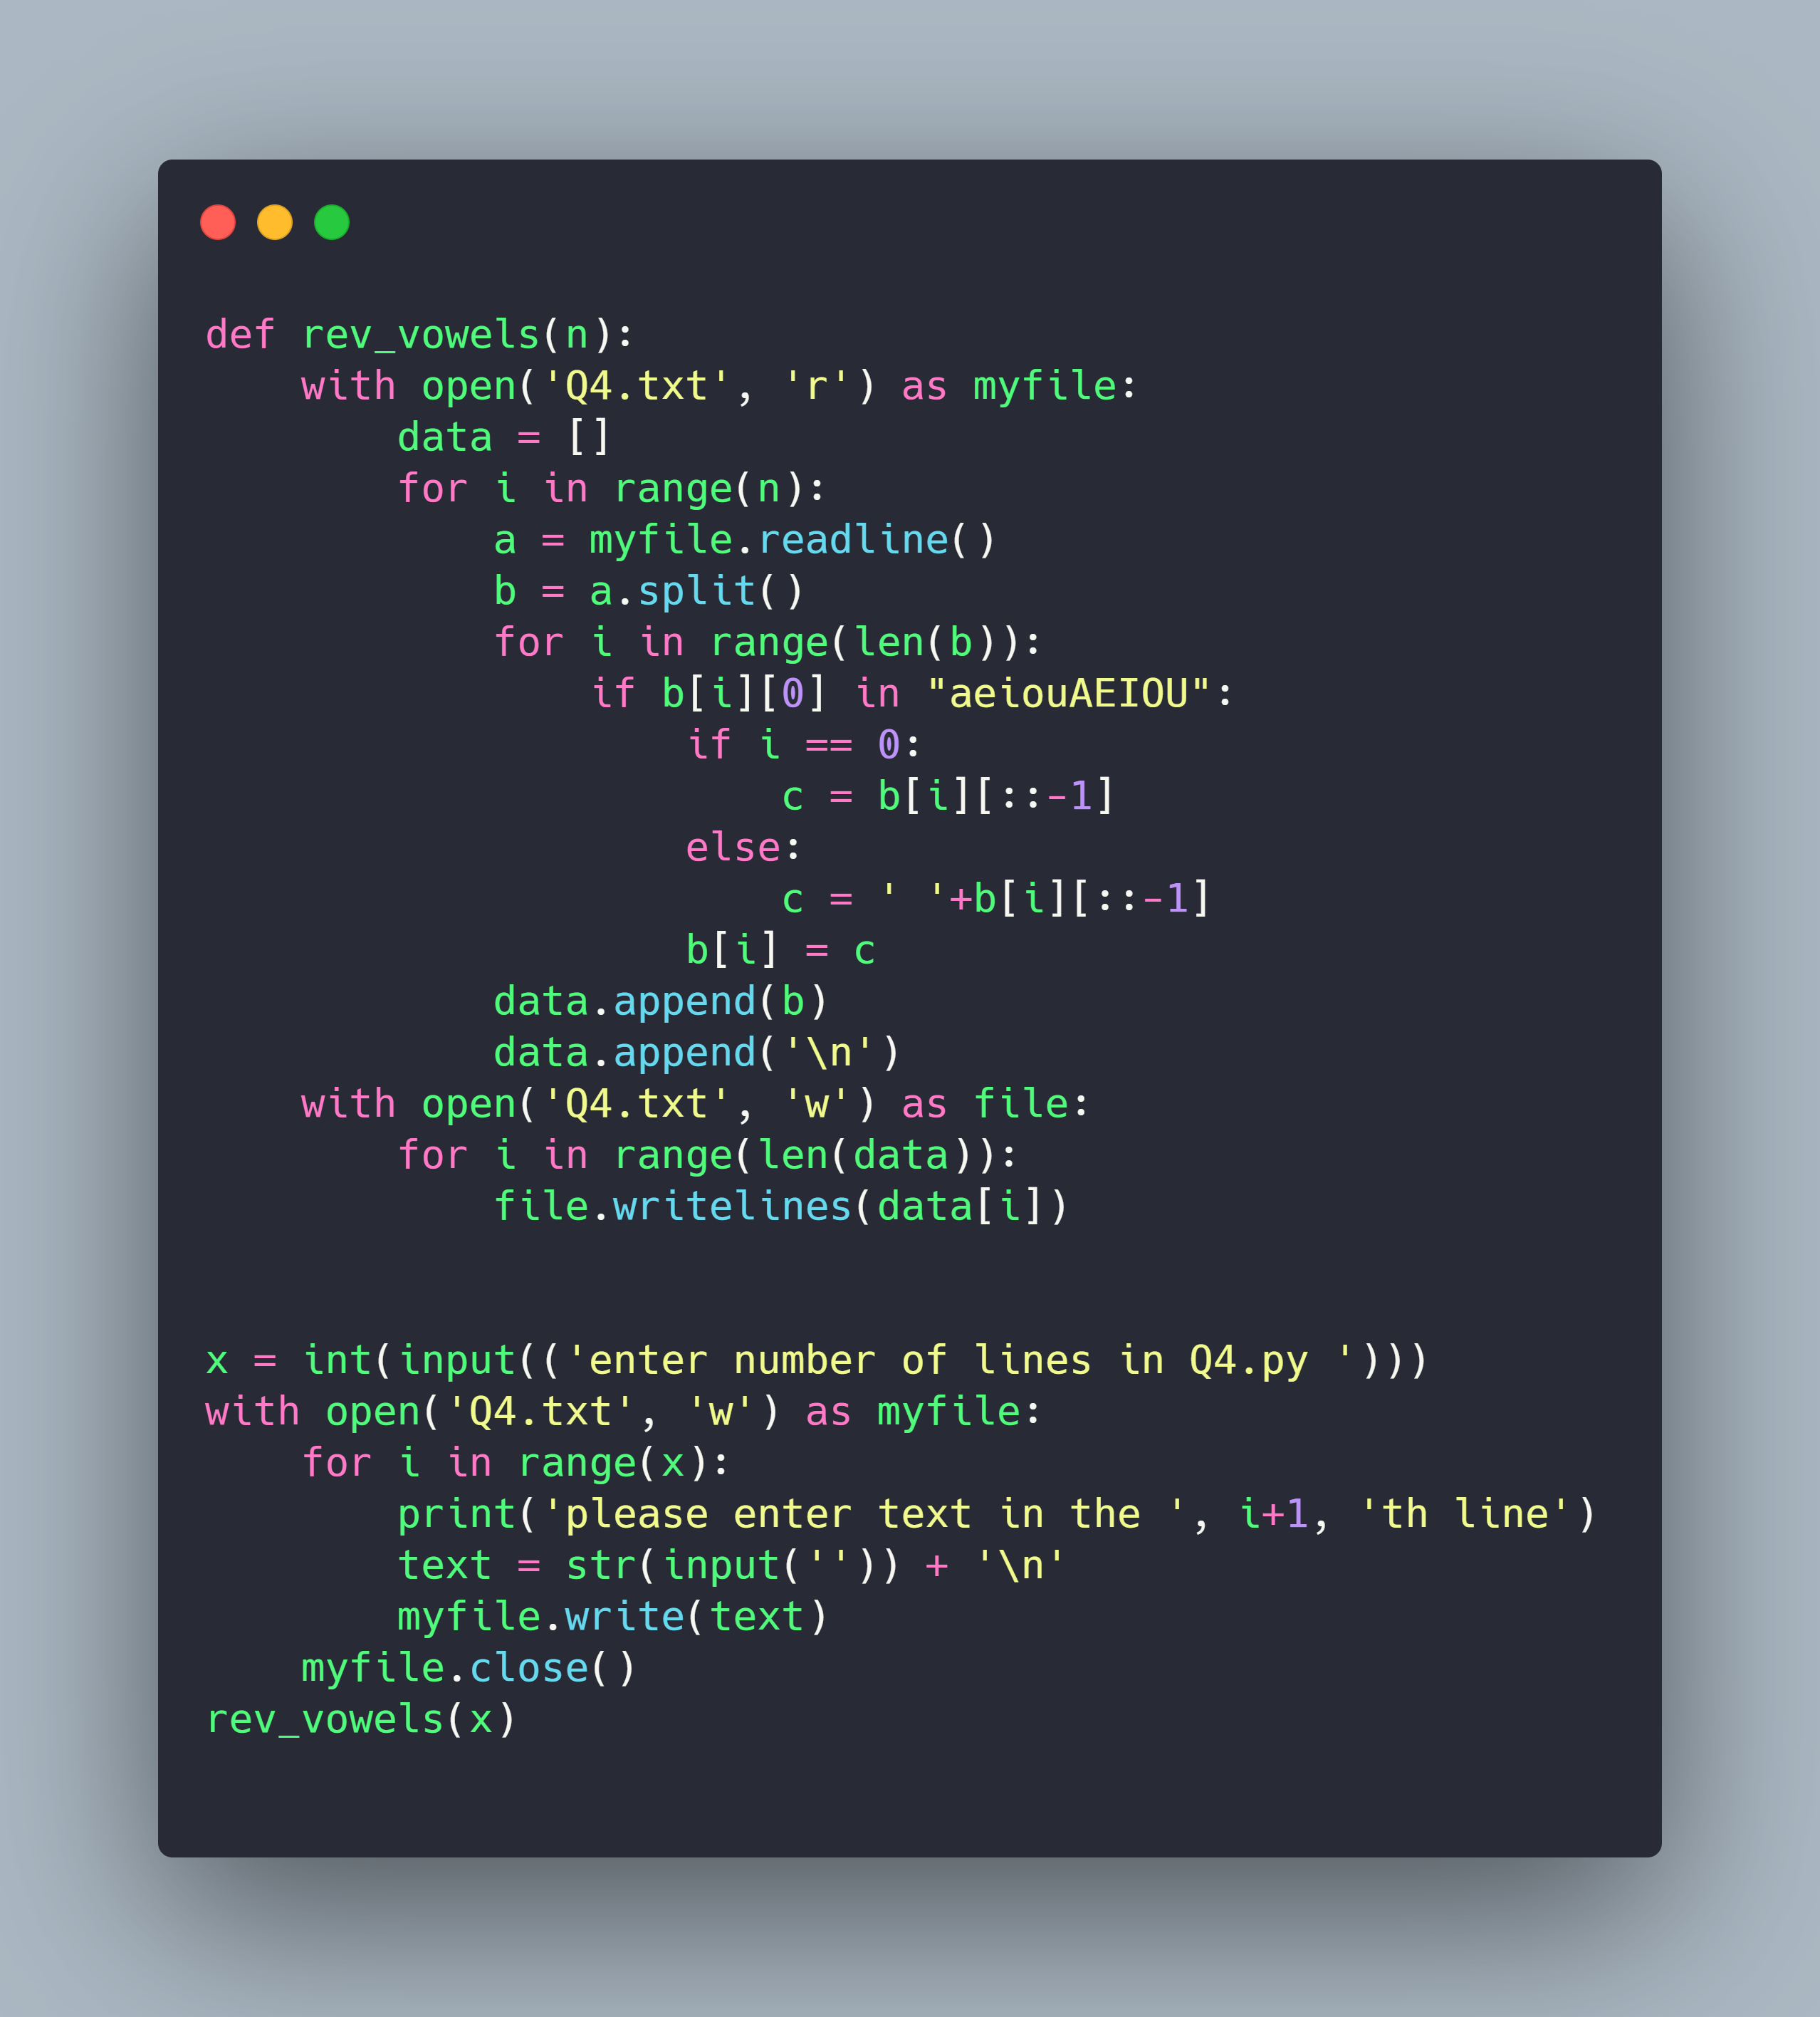 def rev_vowels(n):
    with open('Q4.txt', 'r') as myfile:
        data = []
        for i in range(n):
            a = myfile.readline()
            b = a.split()
            for i in range(len(b)):
                if b[i][0] in "aeiouAEIOU":
                    if i == 0:
                        c = b[i][::-1]
                    else:
                        c = ' '+b[i][::-1]
                    b[i] = c
            data.append(b)
            data.append('\n')
    with open('Q4.txt', 'w') as file:
        for i in range(len(data)):
            file.writelines(data[i])
x = int(input(('enter number of lines in Q4.py ')))
with open('Q4.txt', 'w') as myfile:
    for i in range(x):
        print('please enter text in the ', i+1, 'th line')
        text = str(input('')) + '\n'
        myfile.write(text)
    myfile.close()
rev_vowels(x)